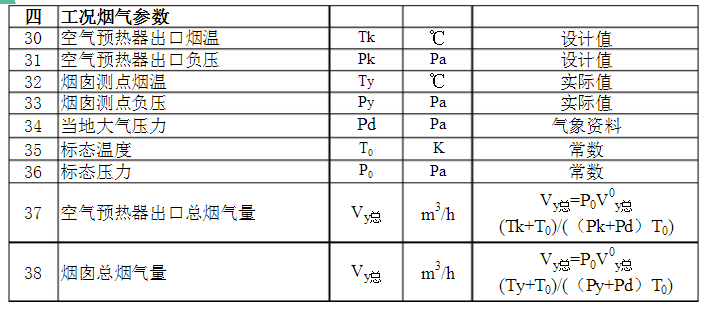 四 工况烟气参数
30 空气预热器出口烟温 Tk ℃ 设计值
31 空气预热器出口负压 Pk Pa 设计值
32 烟囱测点烟温 Ty ℃ 实际值
33 烟囱测点负压 Py Pa 实际值
34 当地大气压力 Pd Pa 气象资料
35 标态温度 T₀ K 常数
36 标态压力 P₀ Pa 常数
37 空气预热器出口总烟气量 Vy总 m³/h Vy总=P₀V⁰y总
(Tk+T₀)/(（Pk+Pd）T₀)
38 烟囱总烟气量 Vy总 m³/h Vy总=P₀V⁰y总
(Ty+T₀)/(（Py+Pd）T₀)